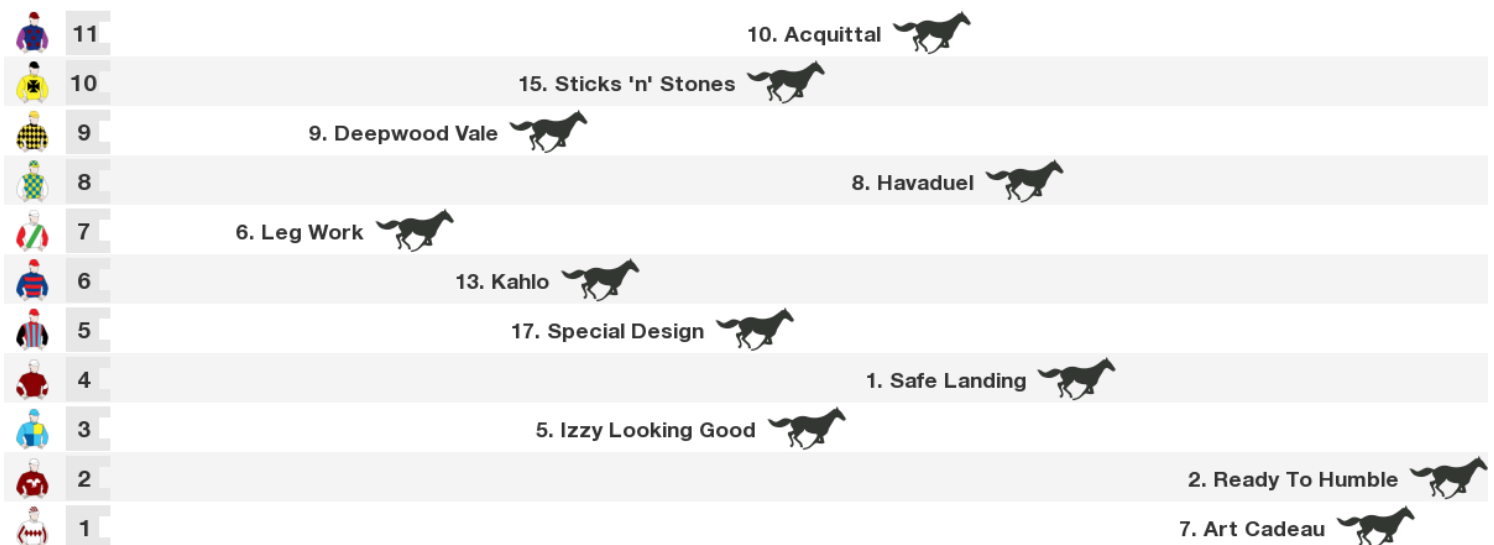 11 10. Acquittal
10 15. Sticks 'n' Stones
9 9. Deepwood Vale
8 8. Havaduel
7 6. Leg Work
6 13. Kahlo
5 17. Special Design
4 1. Safe Landing
3 5. Izzy Looking Good
2 2. Ready To Humble
1 7. Art Cadeau